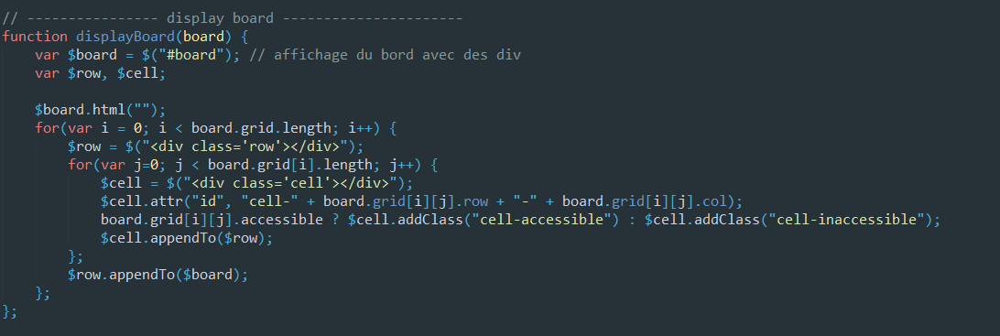 // ---------------- display board ----------------------
function displayBoard(board) {
    var $board = $("#board"); // affichage du bord avec des div
    var $row, $cell;

    $board.html("");
    for(var i = 0; i < board.grid.length; i++) {
        $row = $("<div class='row'></div>");
        for(var j=0; j < board.grid[i].length; j++) {
            $cell = $("<div class='cell'></div>");
            $cell.attr("id", "cell-" + board.grid[i][j].row + "-" + board.grid[i][j].col);
            board.grid[i][j].accessible ? $cell.addClass("cell-accessible") : $cell.addClass("cell-inaccessible");
            $cell.appendTo($row);
        };
        $row.appendTo($board);
    };
};